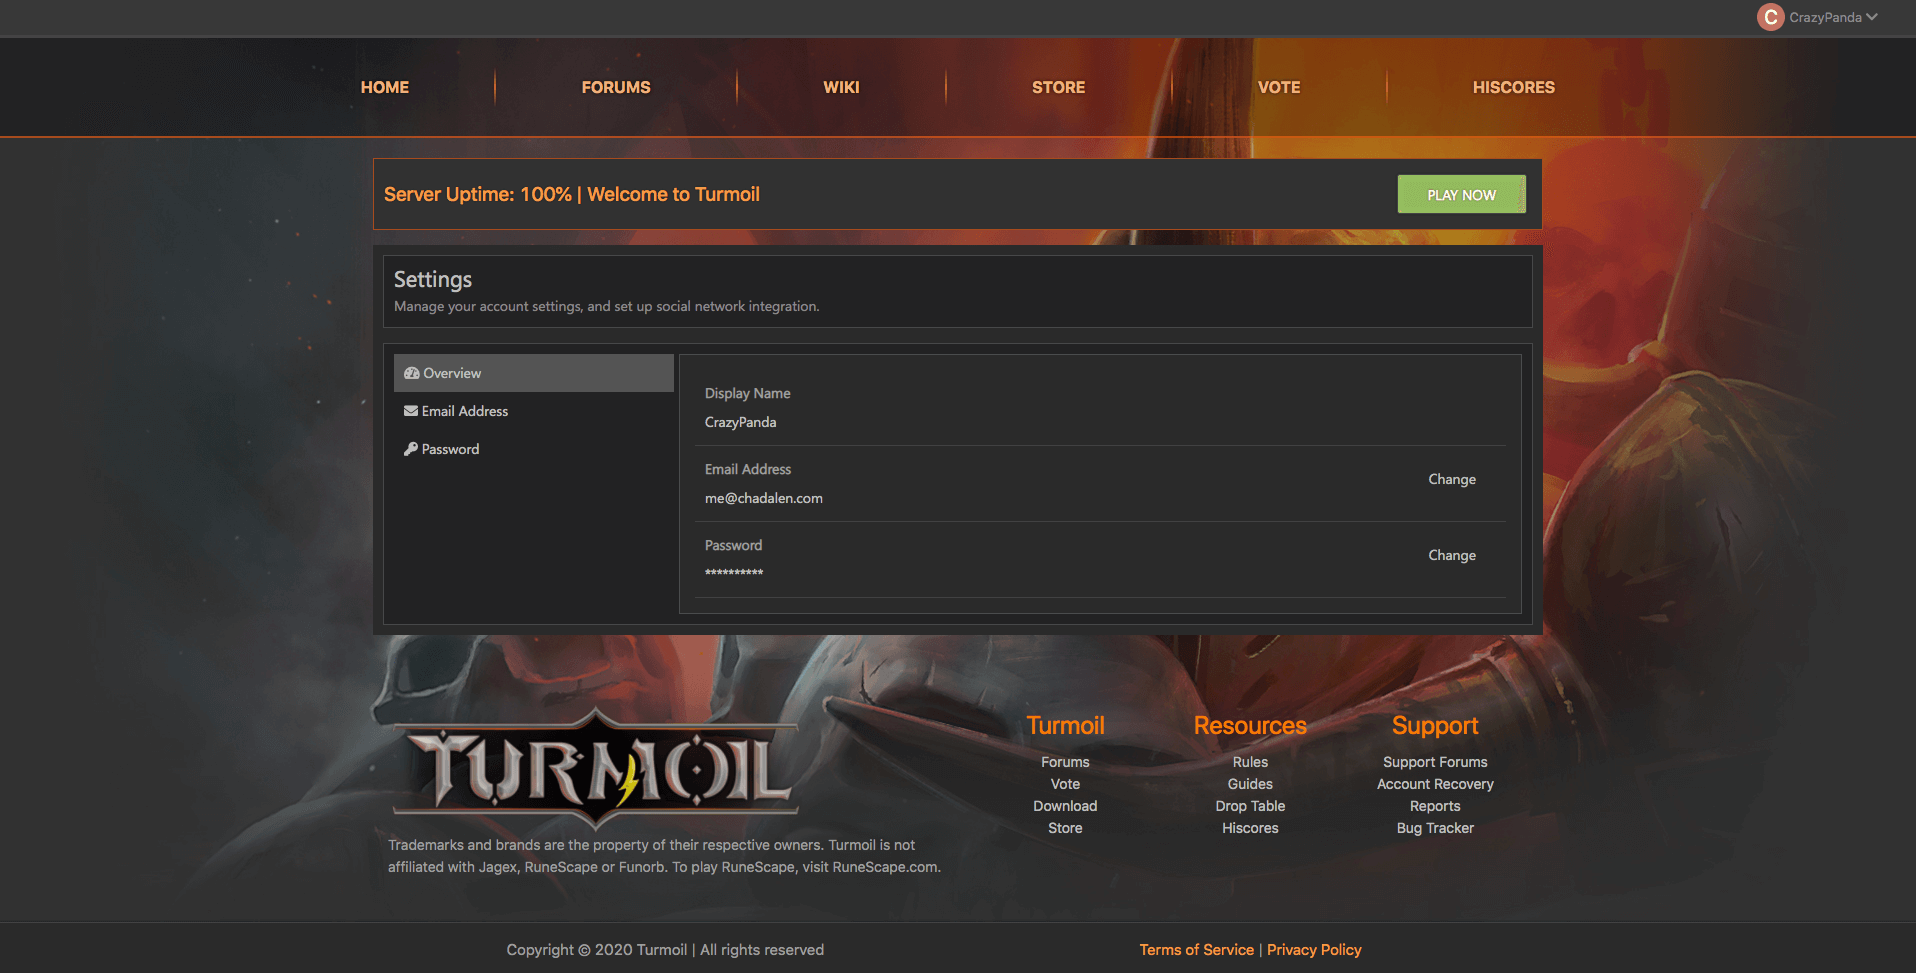 C CrazyPanda
HOME FORUMS WIKI STORE VOTE HISCORES
Server Uptime: 100% | Welcome to Turmoil
PLAY NOW
Settings
Manage your account settings, and set up social network integration.
Overview
Email Address
Password
Display Name
CrazyPanda
Email Address
me@chadalen.com
Change
Password
**********
Change
TURMOIL
Trademarks and brands are the property of their respective owners. Turmoil is not
affiliated with Jagex, RuneScape or Funorb. To play RuneScape, visit RuneScape.com.
Turmoil
Forums
Vote
Download
Store
Resources
Rules
Guides
Drop Table
Hiscores
Support
Support Forums
Account Recovery
Reports
Bug Tracker
Copyright © 2020 Turmoil | All rights reserved
Terms of Service | Privacy Policy